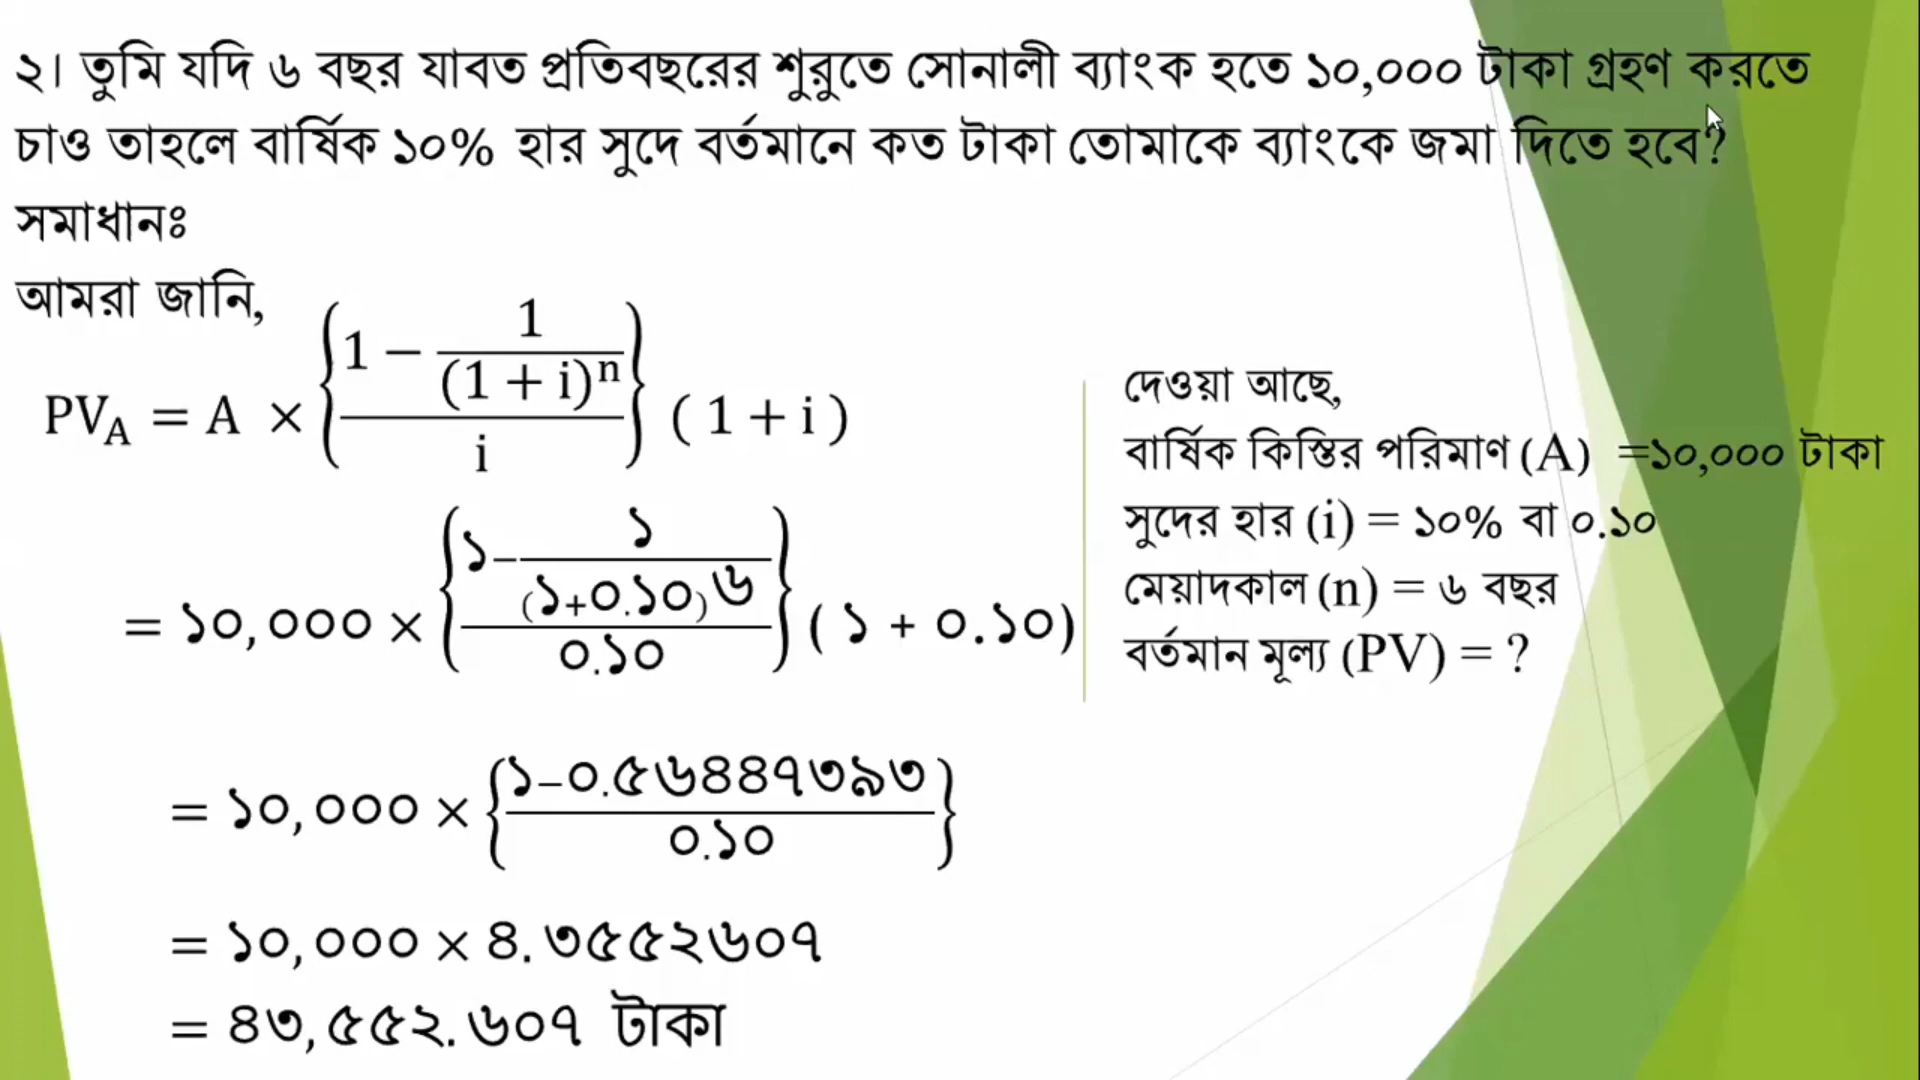 ২। তুমি যদি ৬ বছর যাবত প্রতিবছরের শুরুতে সোনালী ব্যাংক হতে ১০,০০০ টাকা গ্রহণ করতে
চাও তাহলে বার্ষিক ১০% হার সুদে বর্তমানে কত টাকা তোমাকে ব্যাংকে জমা দিতে হবে?
সমাধানঃ
আমরা জানি,
PV_A = A × {(1 − 1/(1 + i)^n)/i} ( 1 + i )
= ১০,০০০ × {(১−১/(১+০.১০)৬)/০.১০} ( ১ + ০.১০)
= ১০,০০০ × {(১−০.৫৬৪৪৭৩৯৩)/০.১০}
= ১০,০০০ × ৪.৩৫৫২৬০৭
= ৪৩,৫৫২.৬০৭ টাকা
দেওয়া আছে,
বার্ষিক কিস্তির পরিমাণ (A) =১০,০০০ টাকা
সুদের হার (i) = ১০% বা ০.১০
মেয়াদকাল (n) = ৬ বছর
বর্তমান মূল্য (PV) = ?